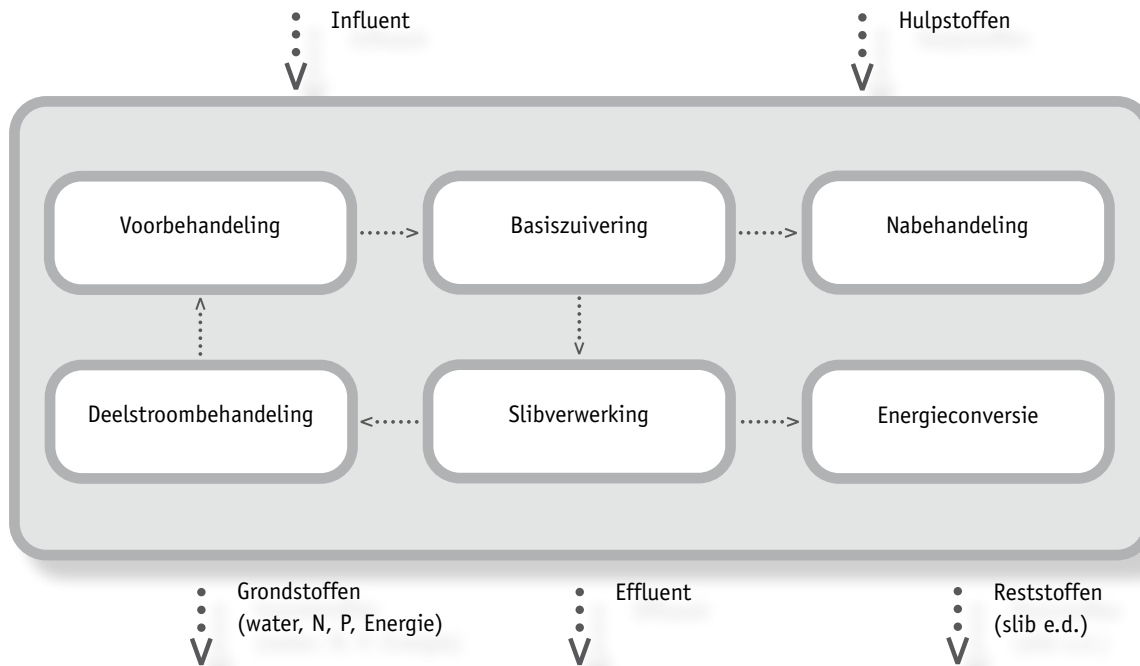 Influent
Hulpstoffen
Voorbehandeling
Basiszuivering
Nabehandeling
Deelstroombehandeling
Slibverwerking
Energieconversie
Grondstoffen
(water, N, P, Energie)
Effluent
Reststoffen
(slib e.d.)